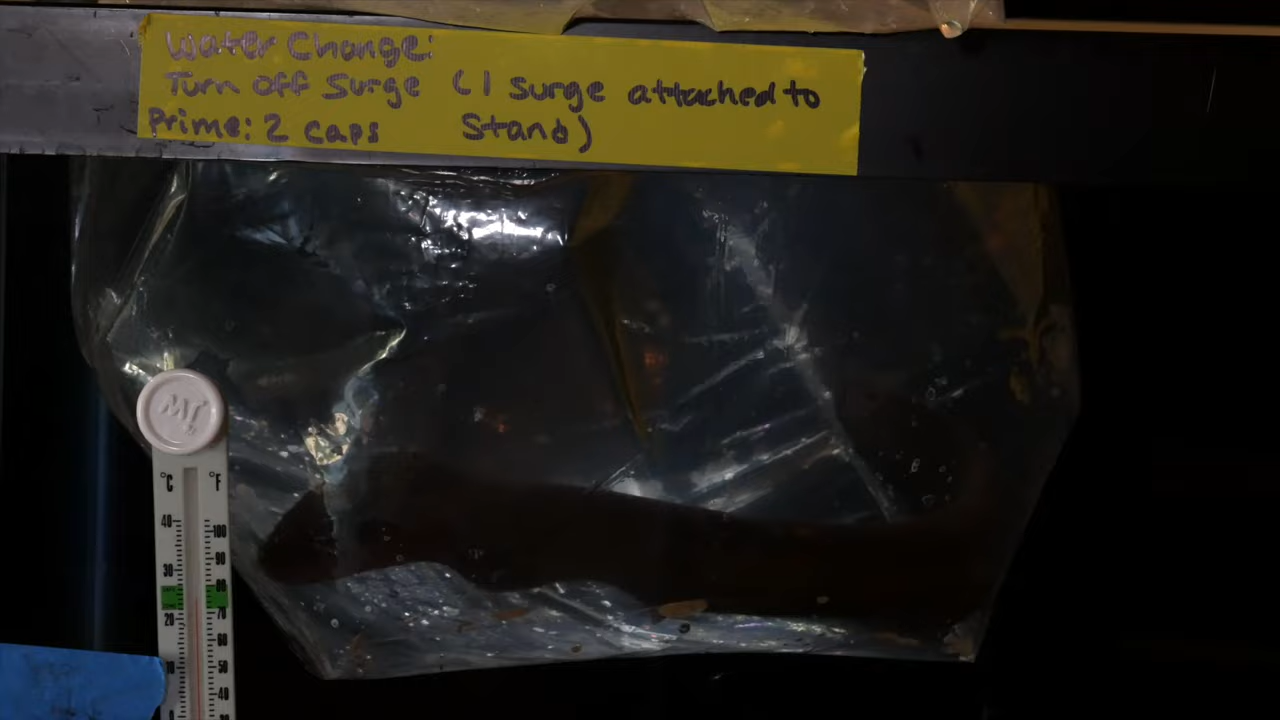 Water Change:
Turn off Surge (1 surge attached to
Prime: 2 caps Stand)
°C °F
40 100
30 90
80
20 70
60
10 50
40
0